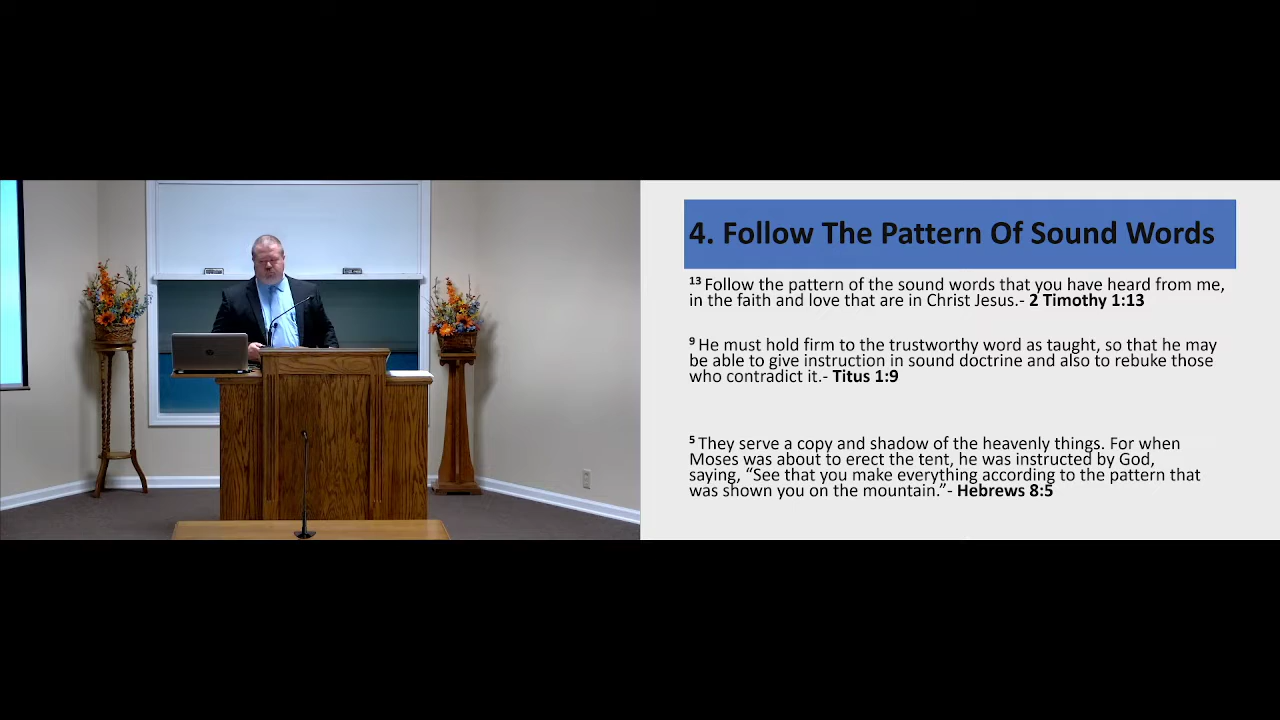 4. Follow The Pattern Of Sound Words
13 Follow the pattern of the sound words that you have heard from me,
in the faith and love that are in Christ Jesus.- 2 Timothy 1:13
9 He must hold firm to the trustworthy word as taught, so that he may
be able to give instruction in sound doctrine and also to rebuke those
who contradict it.- Titus 1:9
5 They serve a copy and shadow of the heavenly things. For when
Moses was about to erect the tent, he was instructed by God,
saying, “See that you make everything according to the pattern that
was shown you on the mountain.”- Hebrews 8:5